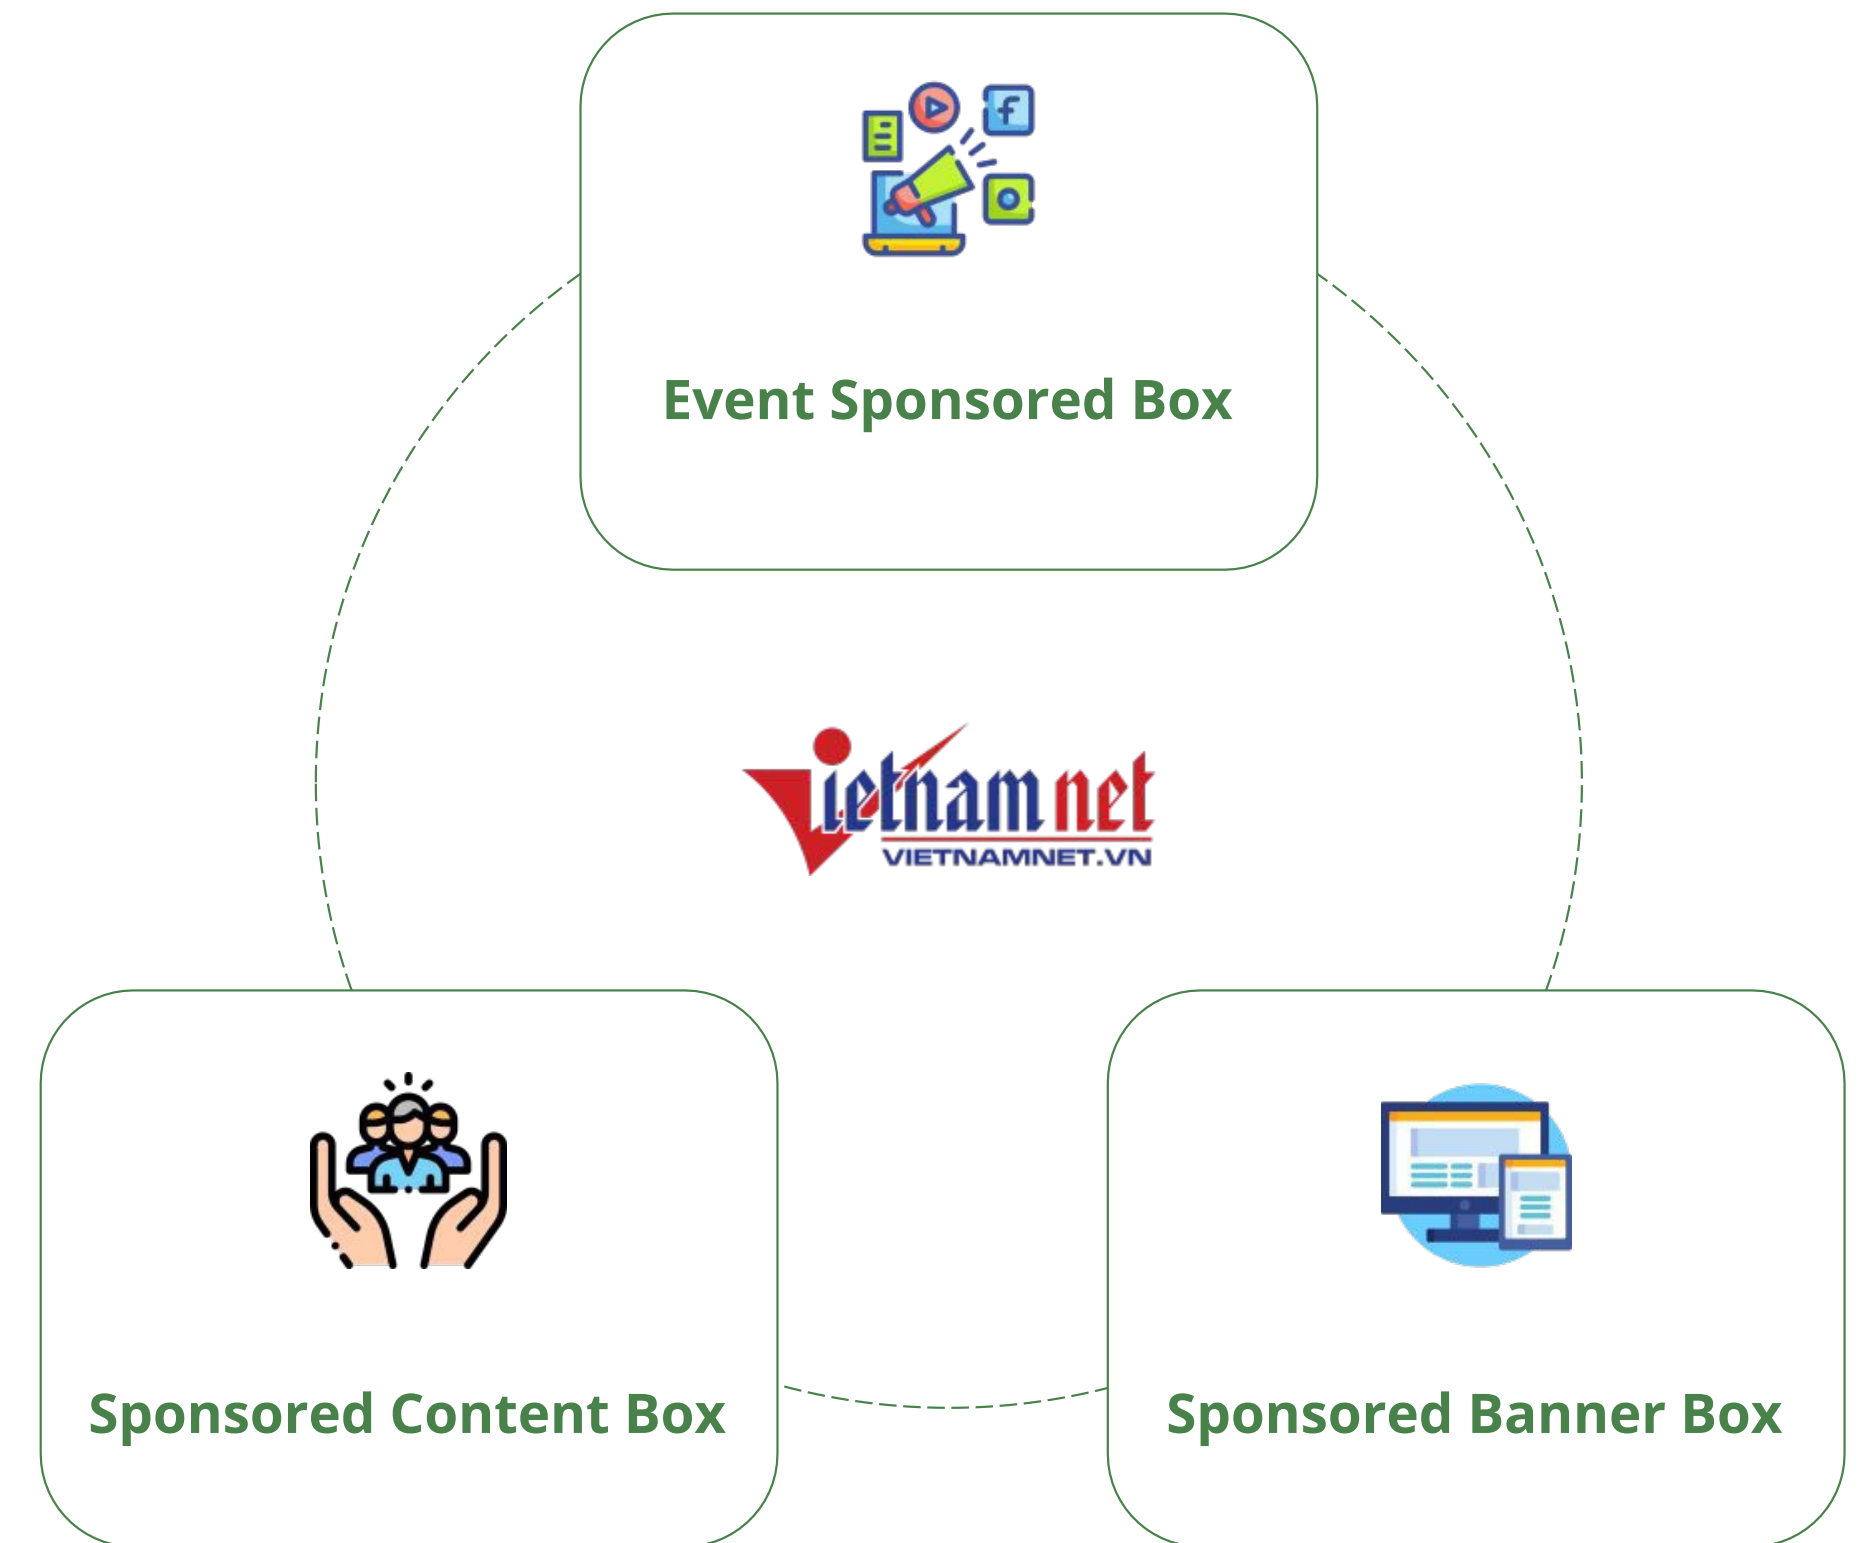 Event Sponsored Box
Vietnamnet
VIETNAMNET.VN
Sponsored Content Box
Sponsored Banner Box